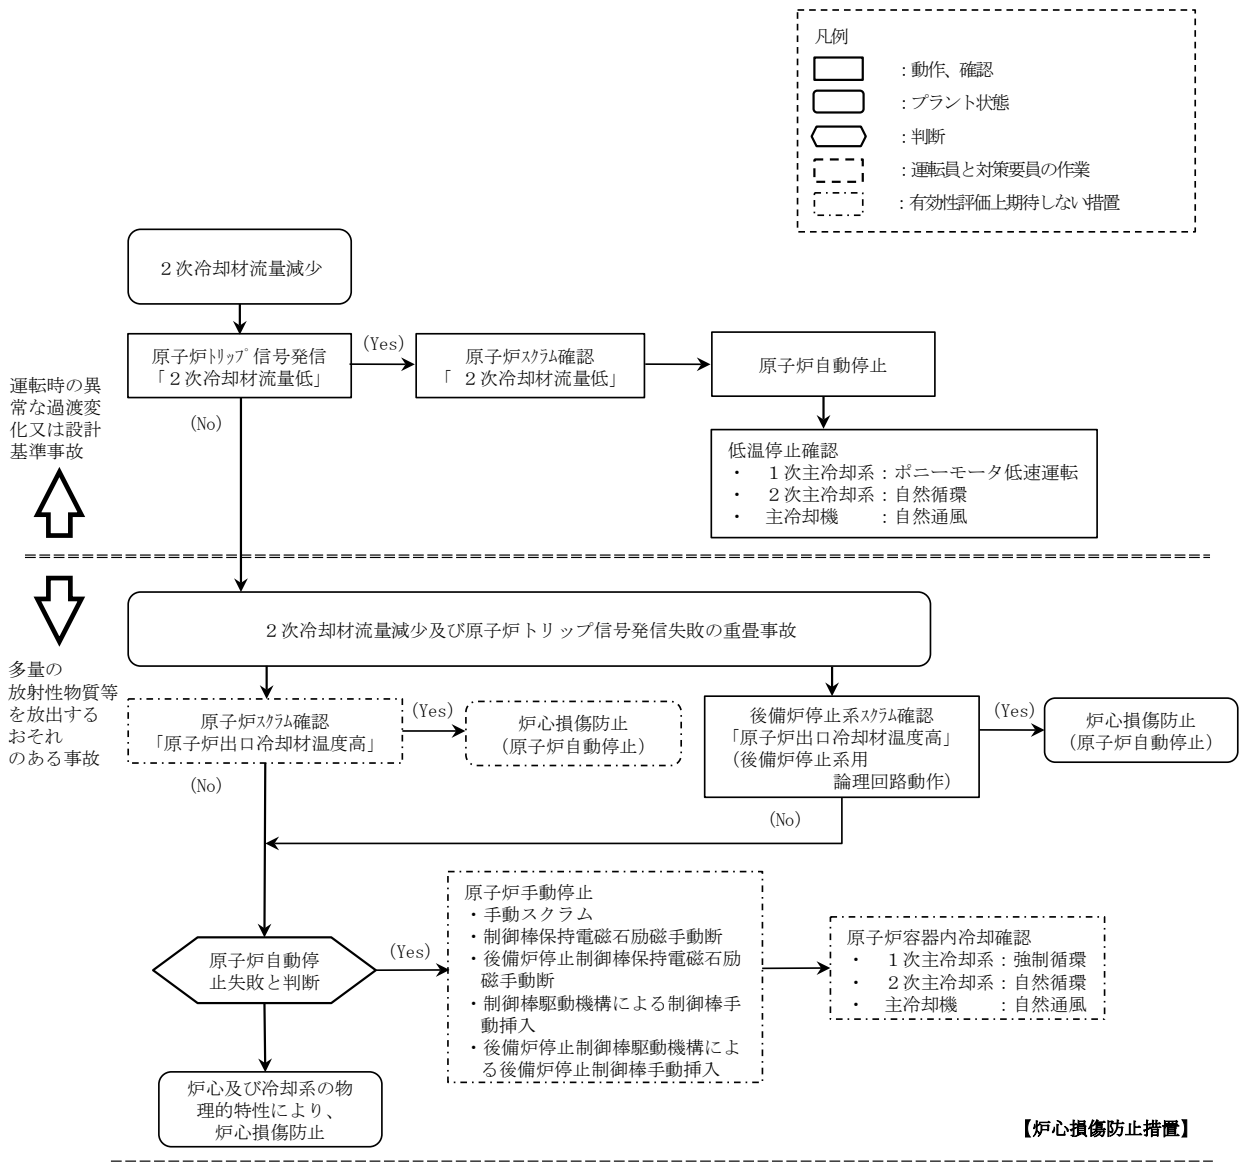 凡例
：動作、確認
：プラント状態
：判断
：運転員と対策要員の作業
：有効性評価上期待しない措置
２次冷却材流量減少
原子炉ﾄﾘｯﾌﾟ信号発信
「２次冷却材流量低」
(Yes)
原子炉ｽｸﾗﾑ確認
「 ２次冷却材流量低」
原子炉自動停止
(No)
低温停止確認
・ １次主冷却系：ポニーモータ低速運転
・ ２次主冷却系：自然循環
・ 主冷却機 ：自然通風
運転時の異
常な過渡変
化又は設計
基準事故
多量の
放射性物質等
を放出する
おそれ
のある事故
２次冷却材流量減少及び原子炉トリップ信号発信失敗の重畳事故
原子炉ｽｸﾗﾑ確認
「原子炉出口冷却材温度高」
(Yes)
炉心損傷防止
（原子炉自動停止）
(No)
後備炉停止系ｽｸﾗﾑ確認
「原子炉出口冷却材温度高」
（後備炉停止系用
論理回路動作）
(Yes)
炉心損傷防止
（原子炉自動停止）
(No)
原子炉自動停
止失敗と判断
(Yes)
原子炉手動停止
・手動スクラム
・制御棒保持電磁石励磁手動断
・後備炉停止制御棒保持電磁石励
磁手動断
・制御棒駆動機構による制御棒手
動挿入
・後備炉停止制御棒駆動機構によ
る後備炉停止制御棒手動挿入
原子炉容器内冷却確認
・ １次主冷却系：強制循環
・ ２次主冷却系：自然循環
・ 主冷却機 ：自然通風
炉心及び冷却系の物
理的特性により、
炉心損傷防止
【炉心損傷防止措置】